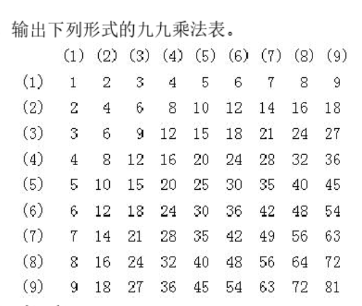 输出下列形式的九九乘法表。
(1) (2) (3) (4) (5) (6) (7) (8) (9)
(1) 1 2 3 4 5 6 7 8 9
(2) 2 4 6 8 10 12 14 16 18
(3) 3 6 9 12 15 18 21 24 27
(4) 4 8 12 16 20 24 28 32 36
(5) 5 10 15 20 25 30 35 40 45
(6) 6 12 18 24 30 36 42 48 54
(7) 7 14 21 28 35 42 49 56 63
(8) 8 16 24 32 40 48 56 64 72
(9) 9 18 27 36 45 54 63 72 81